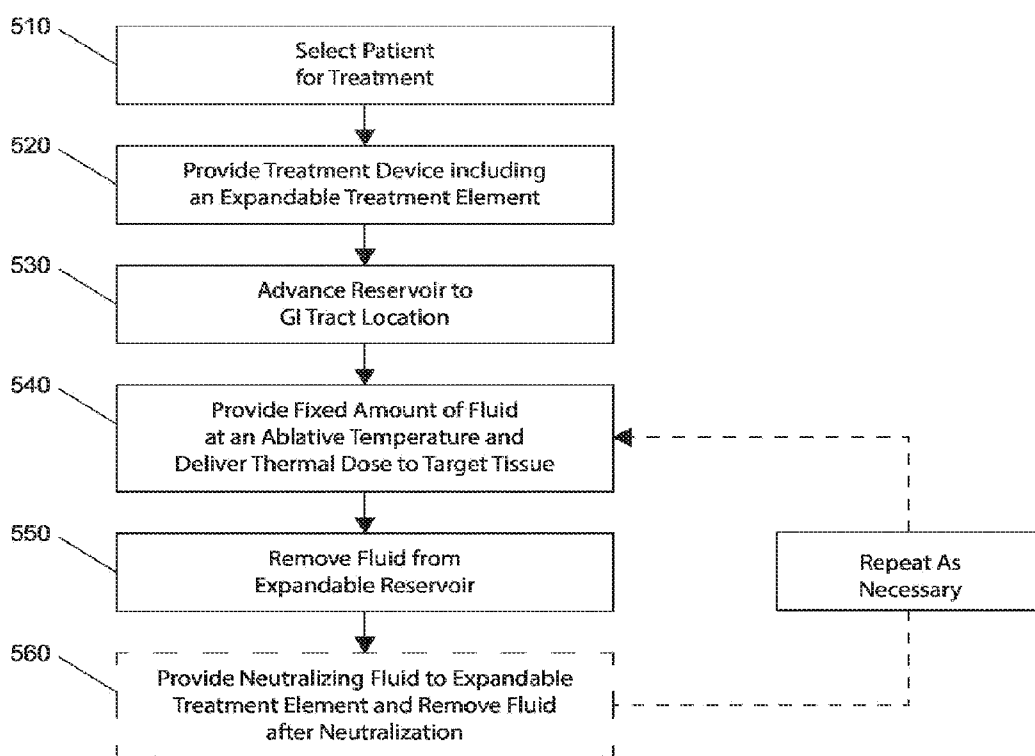 510
Select Patient
for Treatment
520
Provide Treatment Device including
an Expandable Treatment Element
530
Advance Reservoir to
GI Tract Location
540
Provide Fixed Amount of Fluid
at an Ablative Temperature and
Deliver Thermal Dose to Target Tissue
550
Remove Fluid from
Expandable Reservoir
Repeat As
Necessary
560
Provide Neutralizing Fluid to Expandable
Treatment Element and Remove Fluid
after Neutralization